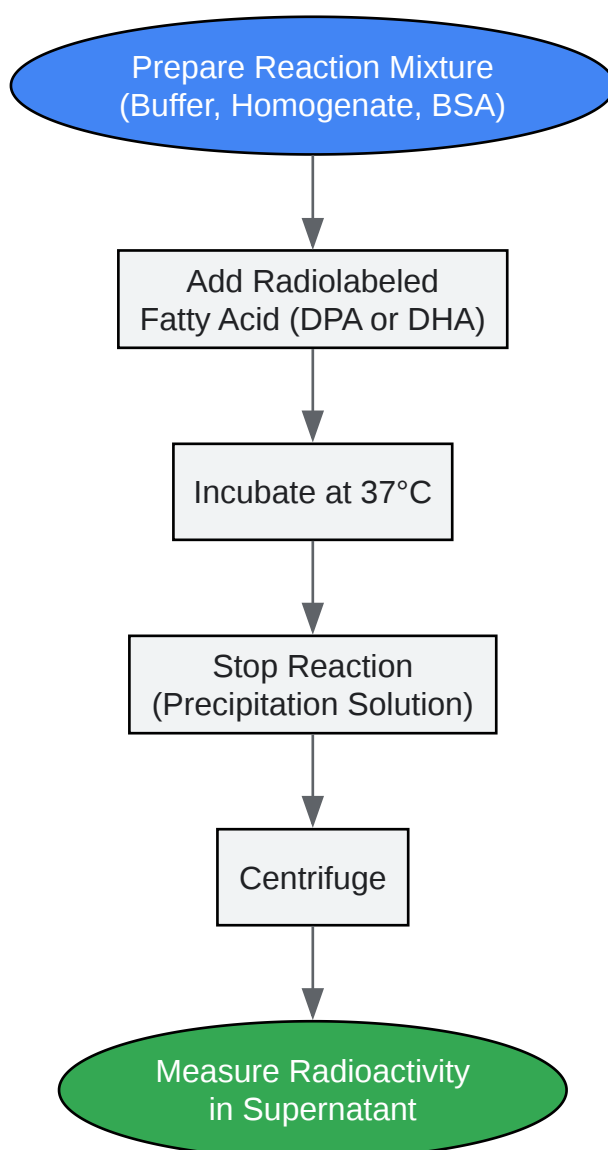 Prepare Reaction Mixture
(Buffer, Homogenate, BSA)
Add Radiolabeled
Fatty Acid (DPA or DHA)
Incubate at 37°C
Stop Reaction
(Precipitation Solution)
Centrifuge
Measure Radioactivity
in Supernatant